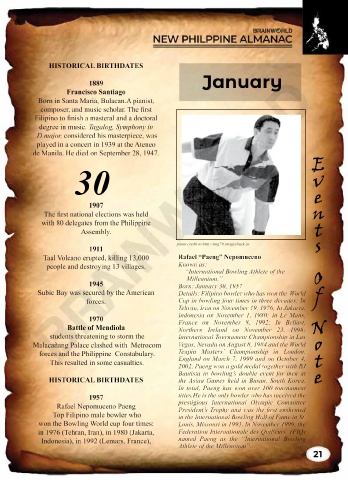 BRAINWORLD
NEW PHILPPINE ALMANAC
HISTORICAL BIRTHDATES
1889
Francisco Santiago
Born in Santa Maria, Bulacan.A pianist,
composer, and music scholar. The first
Filipino to finish a masteral and a doctoral
degree in music. Tagalog, Symphony in
D major, considered his masterpiece, was
played in a concert in 1939 at the Ateneo
de Manila. He died on September 28, 1947.
30
1907
The first national elections was held
with 80 delegates from the Philippine
Assembly.
1911
Taal Volcano erupted, killing 13,000
people and destroying 13 villages.
1945
Subic Bay was secured by the American
forces.
1970
Battle of Mendiola
students threatening to storm the
Malacañang Palace clashed with Metrocom
forces and the Philippine Constabulary.
This resulted in some casualties.
HISTORICAL BIRTHDATES
1957
Rafael Nepomuceno Paeng
Top Filipino male bowler who
won the Bowling World cup four times:
in 1976 (Tehran, Iran), in 1980 (Jakarta,
Indonesia), in 1992 (Lemars, France),
January
Rafael "Paeng" Nepomuceno
Known as:
"International Bowling Athlete of the
Millennium."
Born: January 30, 1957
Details: Filipino bowler who has won the World
Cup in bowling four times in three decades: In
Tehran, Iran on November 19, 1976, In Jakarta,
Indonesia on November 1, 1980; in Le Mans,
France on November 9, 1992; In Belfast,
Northern Ireland on November 23, 1996;
International Tournament Championship in Las
Vegas, Nevada on August 8, 1984 and the World
Tenpin Masters' Championship in London,
England on March 7, 1999 and on October 4,
2002, Paeng won a gold medal together with RJ
Bautista in bowling's double event for men at
the Asian Games held in Busan, South Korea.
In total, Paeng has won over 100 tournament
titles.He is the only bowler who has received the
prestigious International Olympic Committee
President's Trophy and was the first enshrined
in the International Bowling Hall of Fame in St.
Louis, Missouri in 1993. In November 1999, the
Federation Internationale des Quilleurs (FIQ)
named Paeng as the "International Bowling
Athlete of the Millennium"
Events Of Note
21